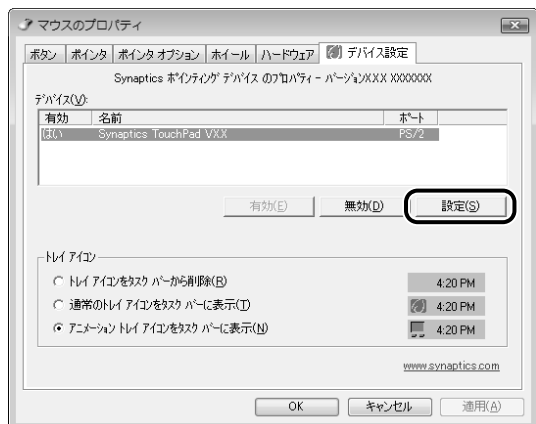 マウスのプロパティ
ボタン ポインタ ポインタ オプション ホイール ハードウェア デバイス設定
Synaptics ポインティング デバイス のプロパティ - バージョンXXX XXXXXXX
デバイス(V):
有効 名前 ポート
はい Synaptics TouchPad VXX PS/2
有効(E) 無効(D) 設定(S)
トレイ アイコン
トレイ アイコンをタスク バーから削除(R) 4:20 PM
通常のトレイ アイコンをタスク バーに表示(T) 4:20 PM
アニメーション トレイ アイコンをタスク バーに表示(N) 4:20 PM
www.synaptics.com
OK キャンセル 適用(A)